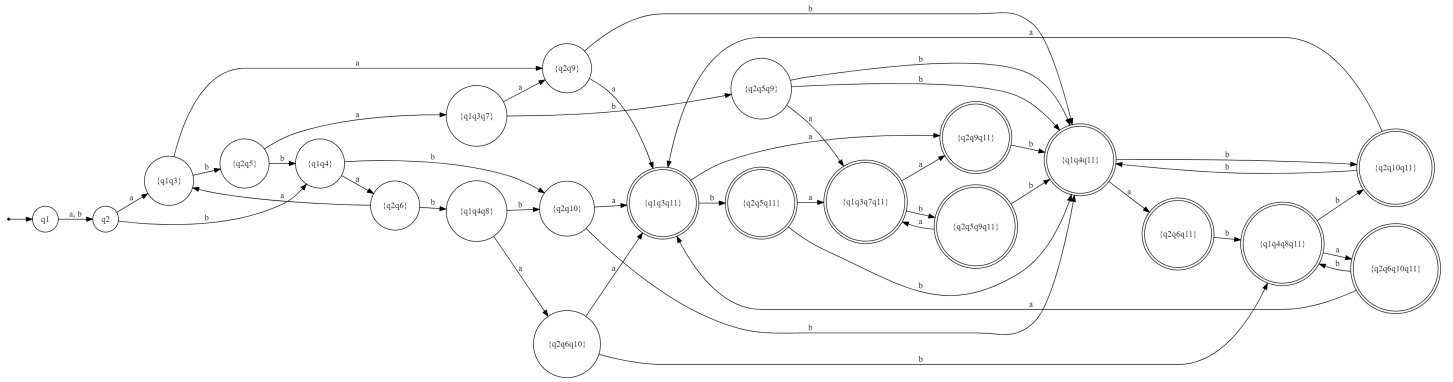 b
a
{q2q9}
a
b
b
{q2q5q9}
a
a
b
{q1q3q7}
a
b
a
{q2q9q11}
b
{q1q4q11}
b
b
{q2q10q11}
{q1q3}
b
{q2q5}
b
{q1q4}
b
a
a
a
a
{q2q6}
b
{q1q4q8}
b
{q2q10}
a
{q1q3q11}
b
{q2q5q11}
a
{q1q3q7q11}
a
b
a
{q2q5q9q11}
b
a
{q2q6q11}
b
{q1q4q8q11}
b
a
b
{q2q6q10q11}
q1
a, b
q2
a
b
a
a
b
a
b
{q2q6q10}
b